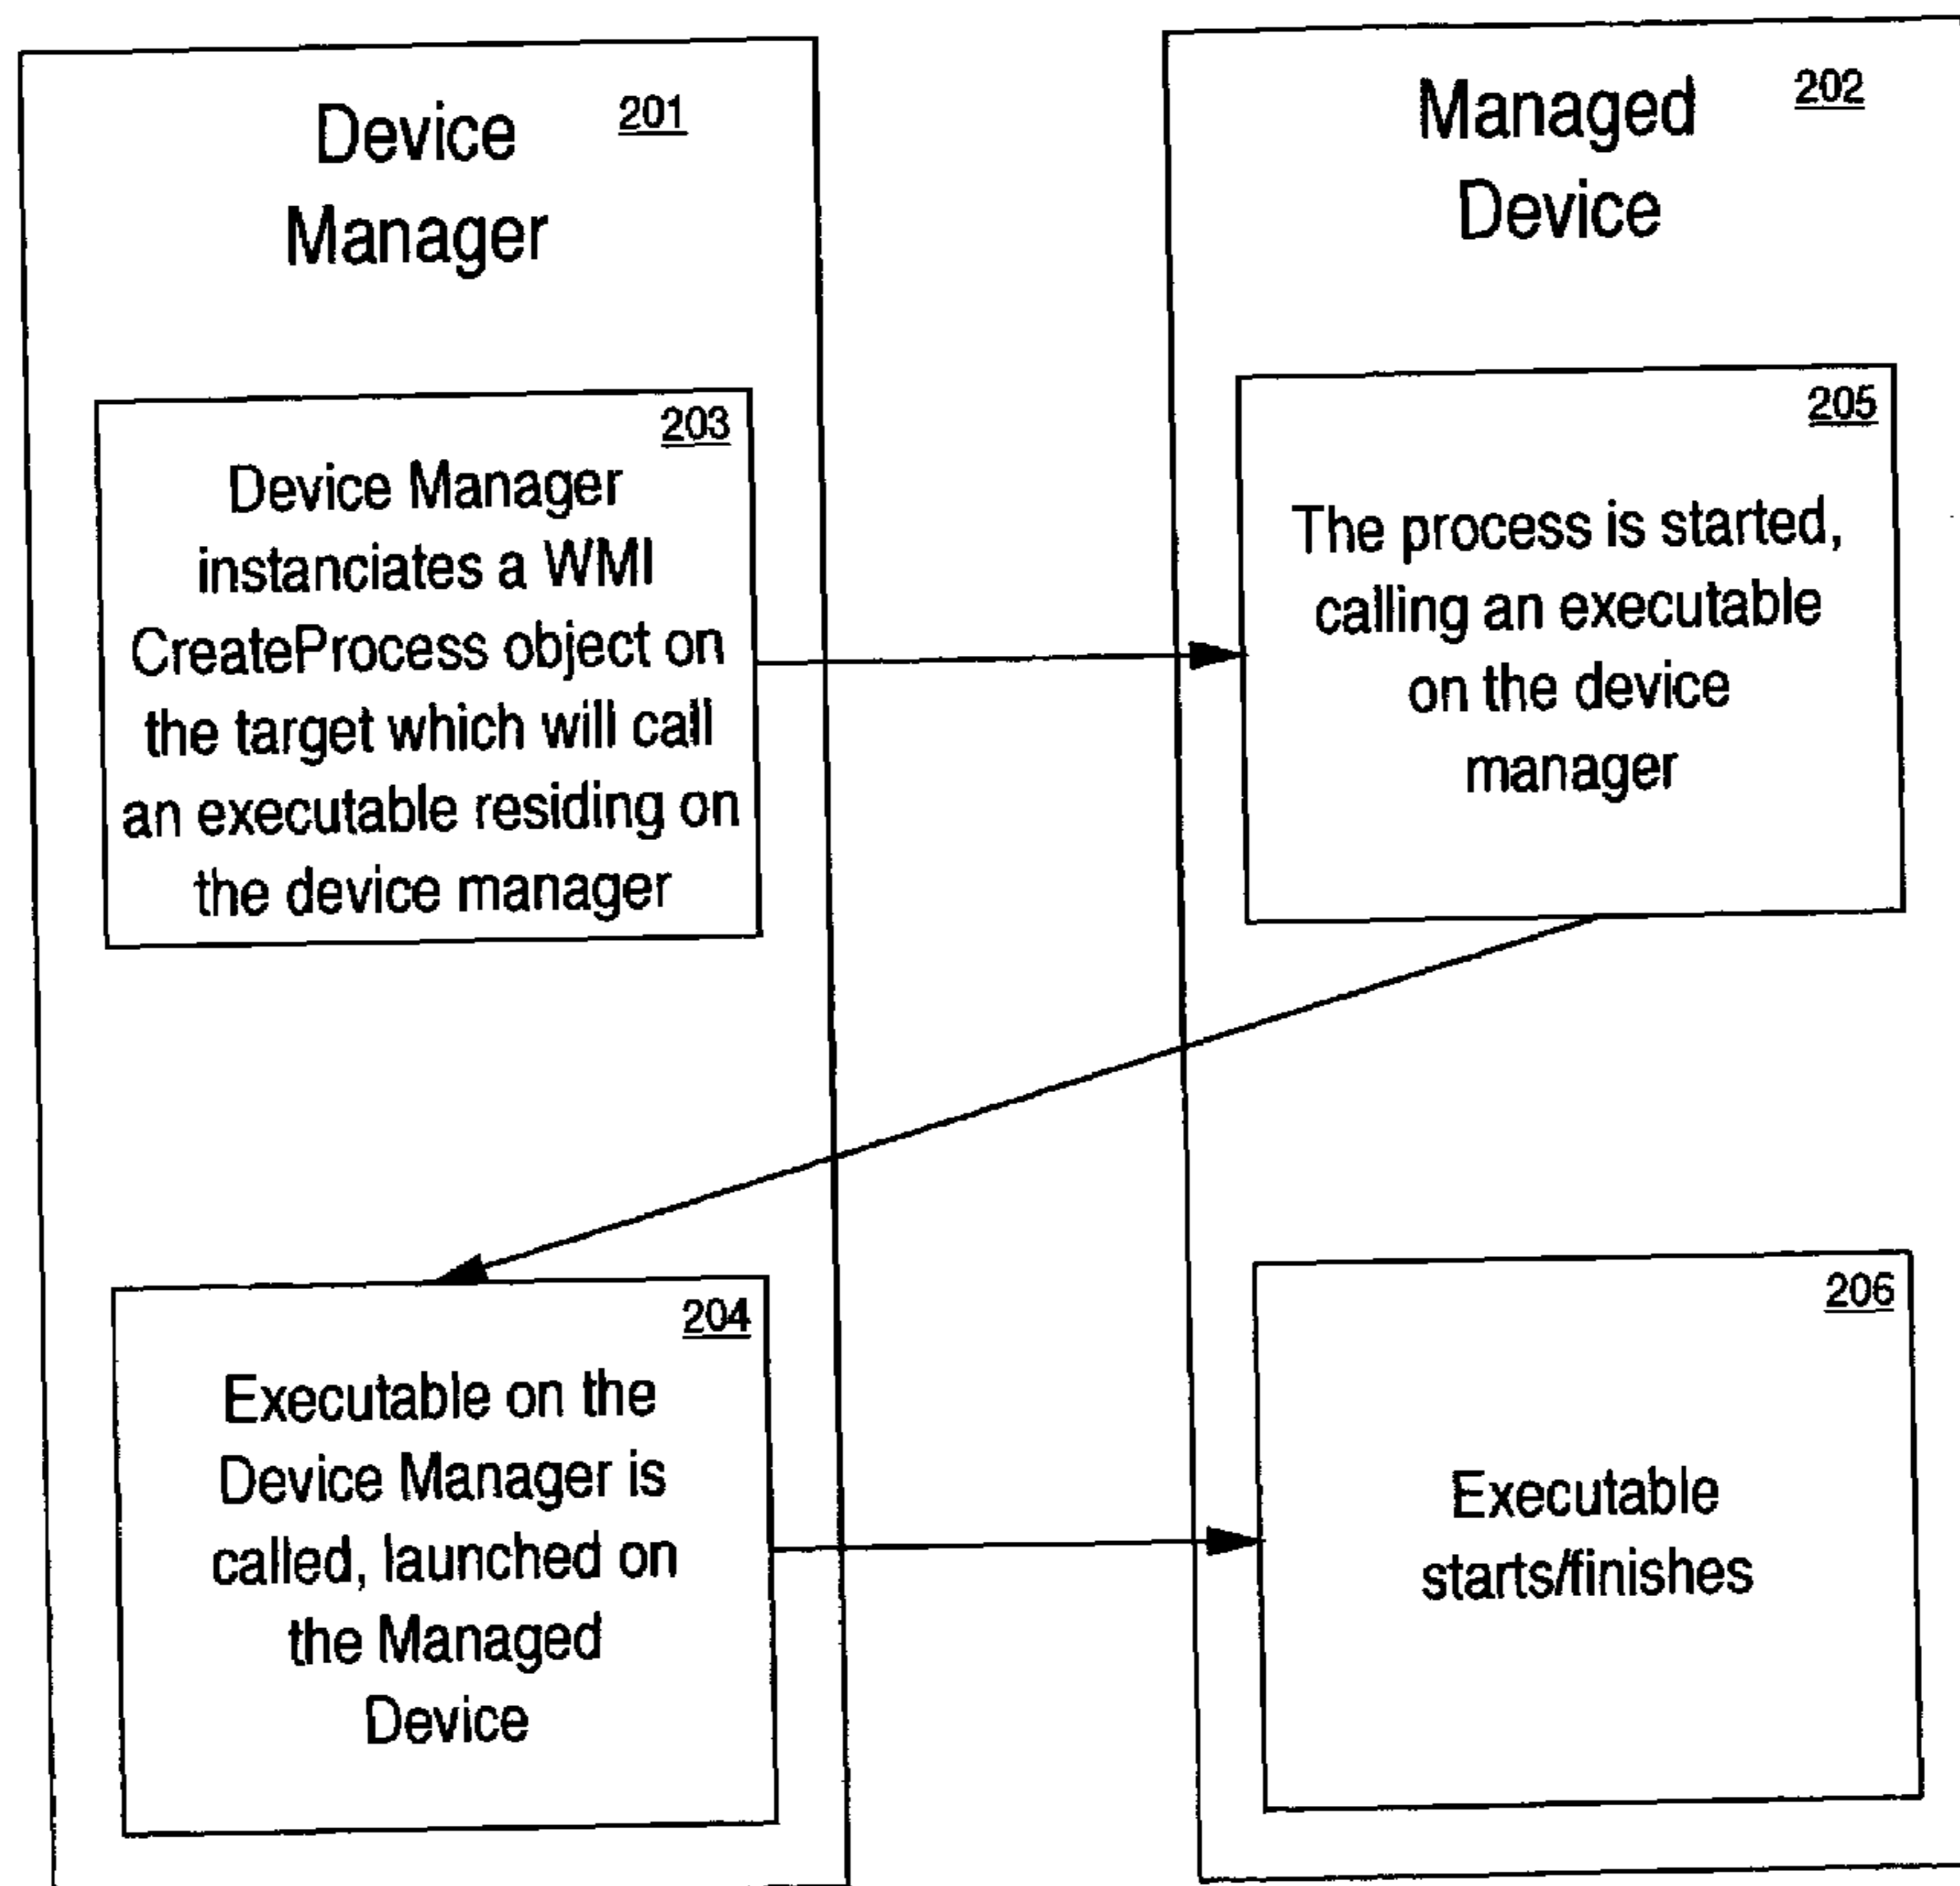 Device
Manager
201
203
Device Manager
instanciates a WMI
CreateProcess object on
the target which will call
an executable residing on
the device manager
204
Executable on the
Device Manager is
called, launched on
the Managed
Device
Managed
Device
202
205
The process is started,
calling an executable
on the device
manager
206
Executable
starts/finishes